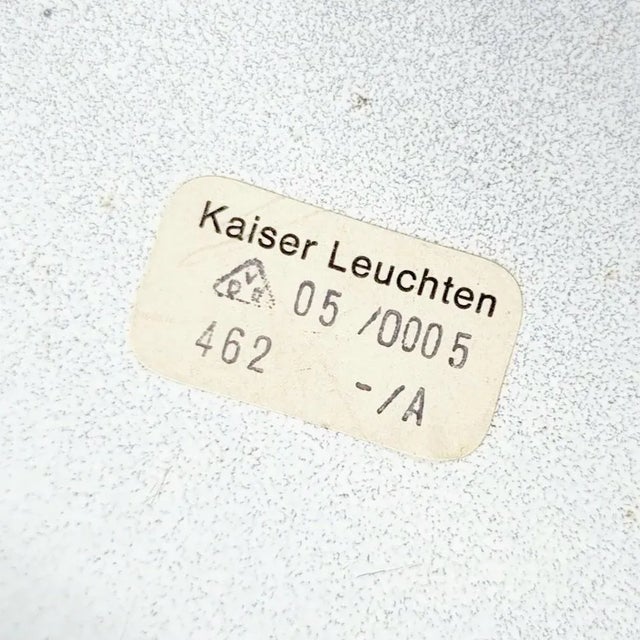 Kaiser Leuchten
05 /0005
462 -/A